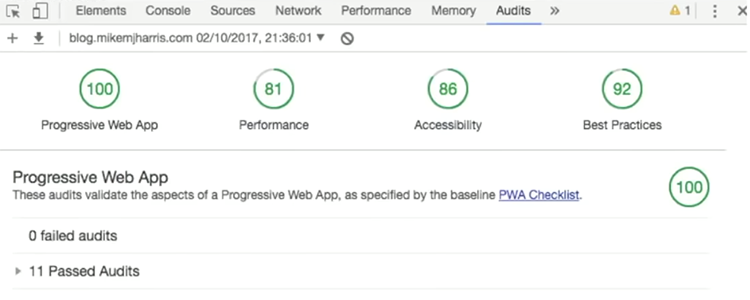 Elements Console Sources Network Performance Memory Audits » 1
blog.mikemjharris.com 02/10/2017, 21:36:01 ▼
100 81 86 92
Progressive Web App Performance Accessibility Best Practices
Progressive Web App
These audits validate the aspects of a Progressive Web App, as specified by the baseline PWA Checklist.
100
0 failed audits
11 Passed Audits